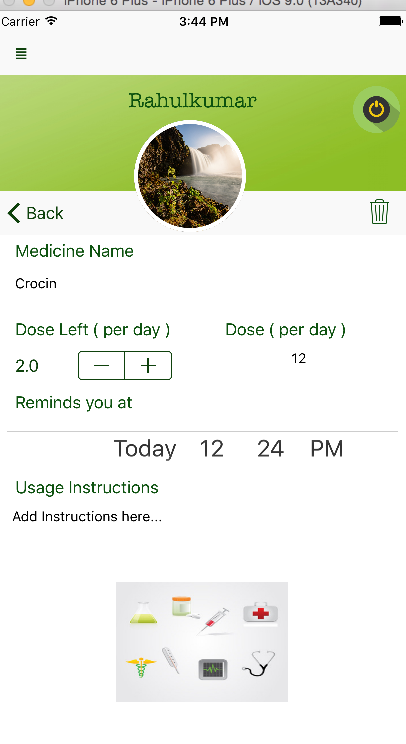 iPhone 6 Plus - iPhone 6 Plus / iOS 9.0 (13A340)
Carrier 3:44 PM
Rahulkumar
Back
Medicine Name
Crocin
Dose Left ( per day ) Dose ( per day )
2.0 12
Reminds you at
Today 12 24 PM
Usage Instructions
Add Instructions here...